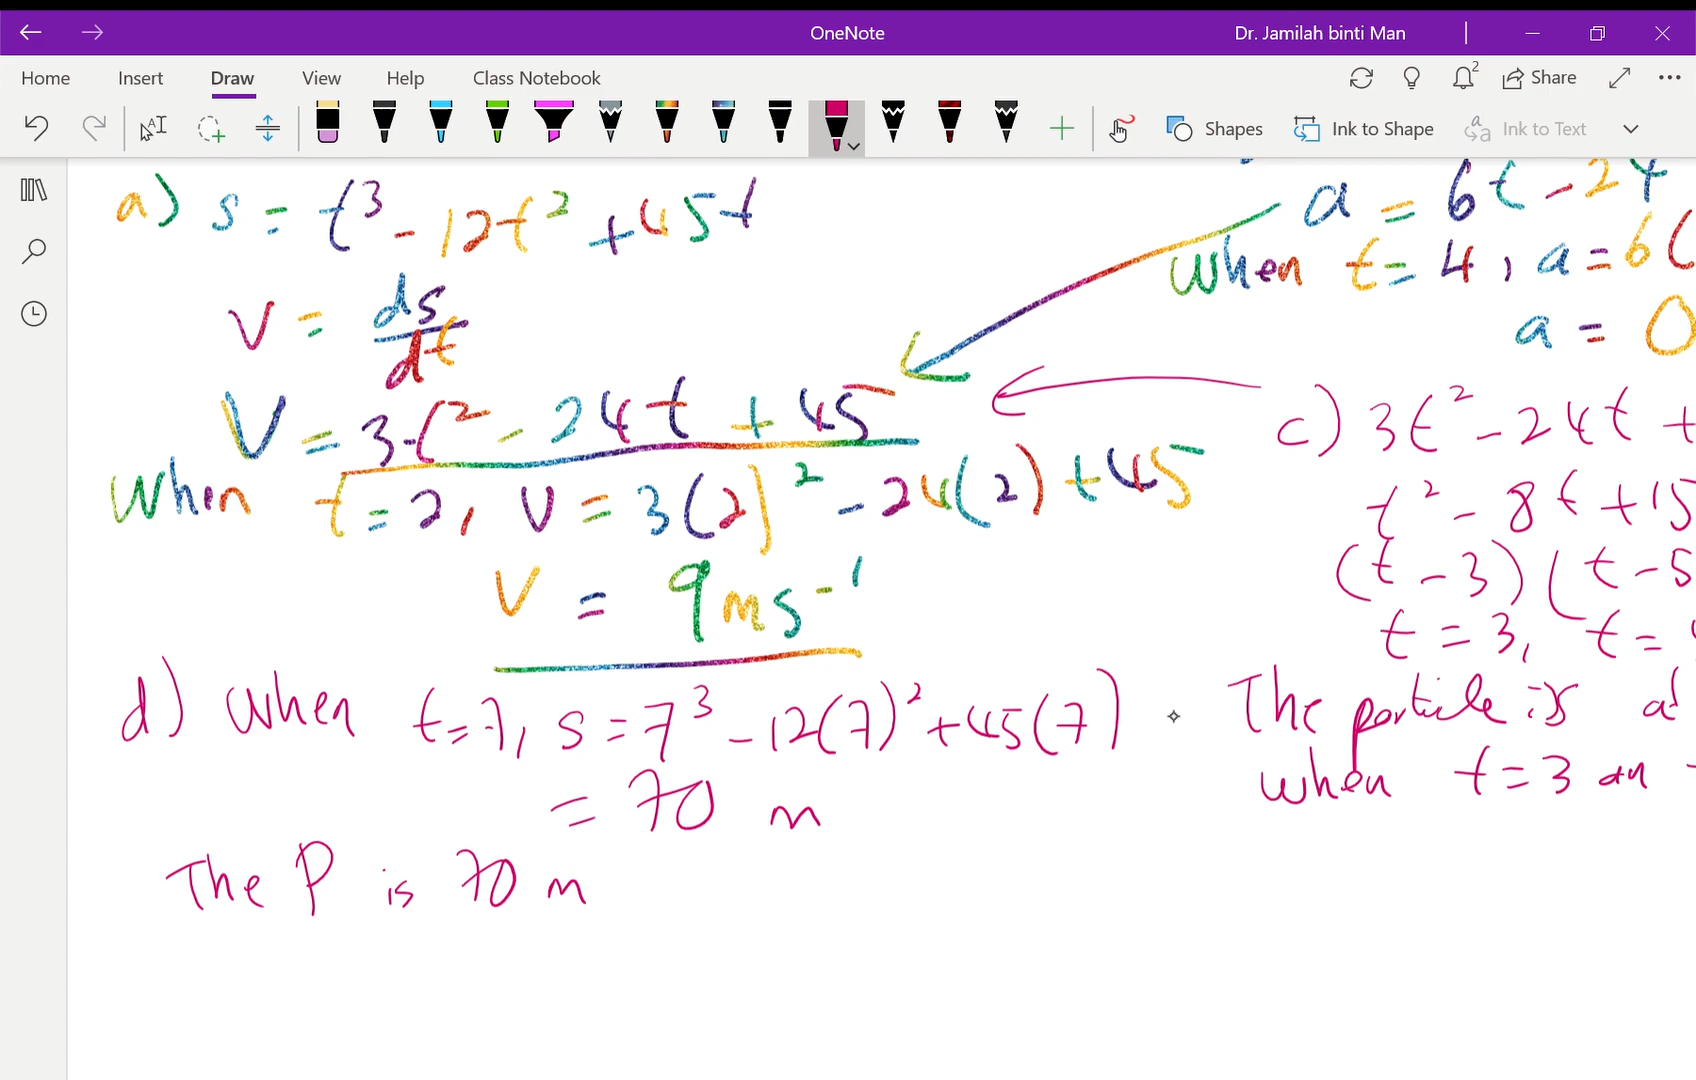 OneNote
Dr. Jamilah binti Man
Home Insert Draw View Help Class Notebook
2 Share
Shapes Ink to Shape Ink to Text
a) s = t³ - 12t² + 45t
v = ds/dt
V = 3t² - 24t + 45
When t = 2, v = 3(2)² - 24(2) + 45
v = 9 ms-1
d) When t=7, s = 7³ - 12(7)² + 45(7)
= 70 m
The P is 70 m
a = 6t - 24
When t = 4, a = 6(
a = 0
c) 3t² - 24t +
t² - 8t + 15
(t - 3)(t - 5
t = 3, t =
The particle is
when t = 3 an